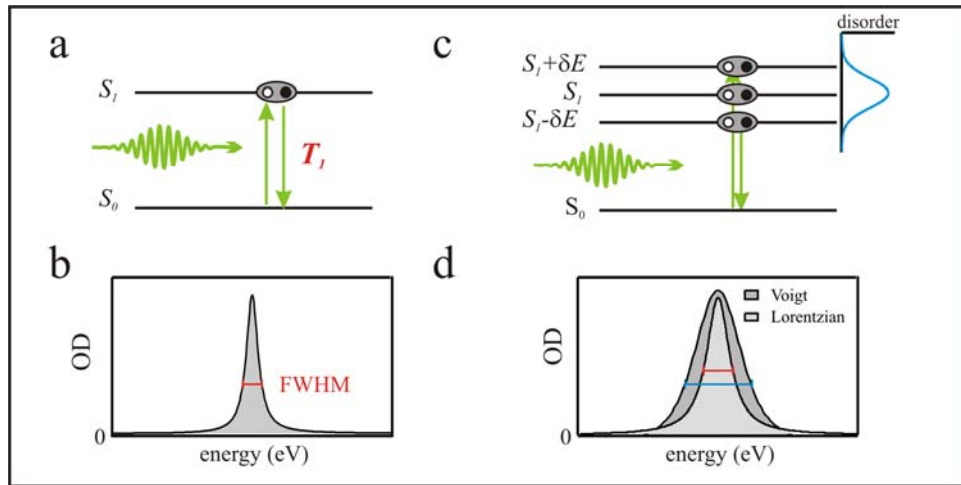 a
S₁
T₁
S₀
b
OD
FWHM
0
energy (eV)
c
disorder
S₁+δE
S₁
S₁-δE
S₀
d
OD
Voigt
Lorentzian
0
energy (eV)